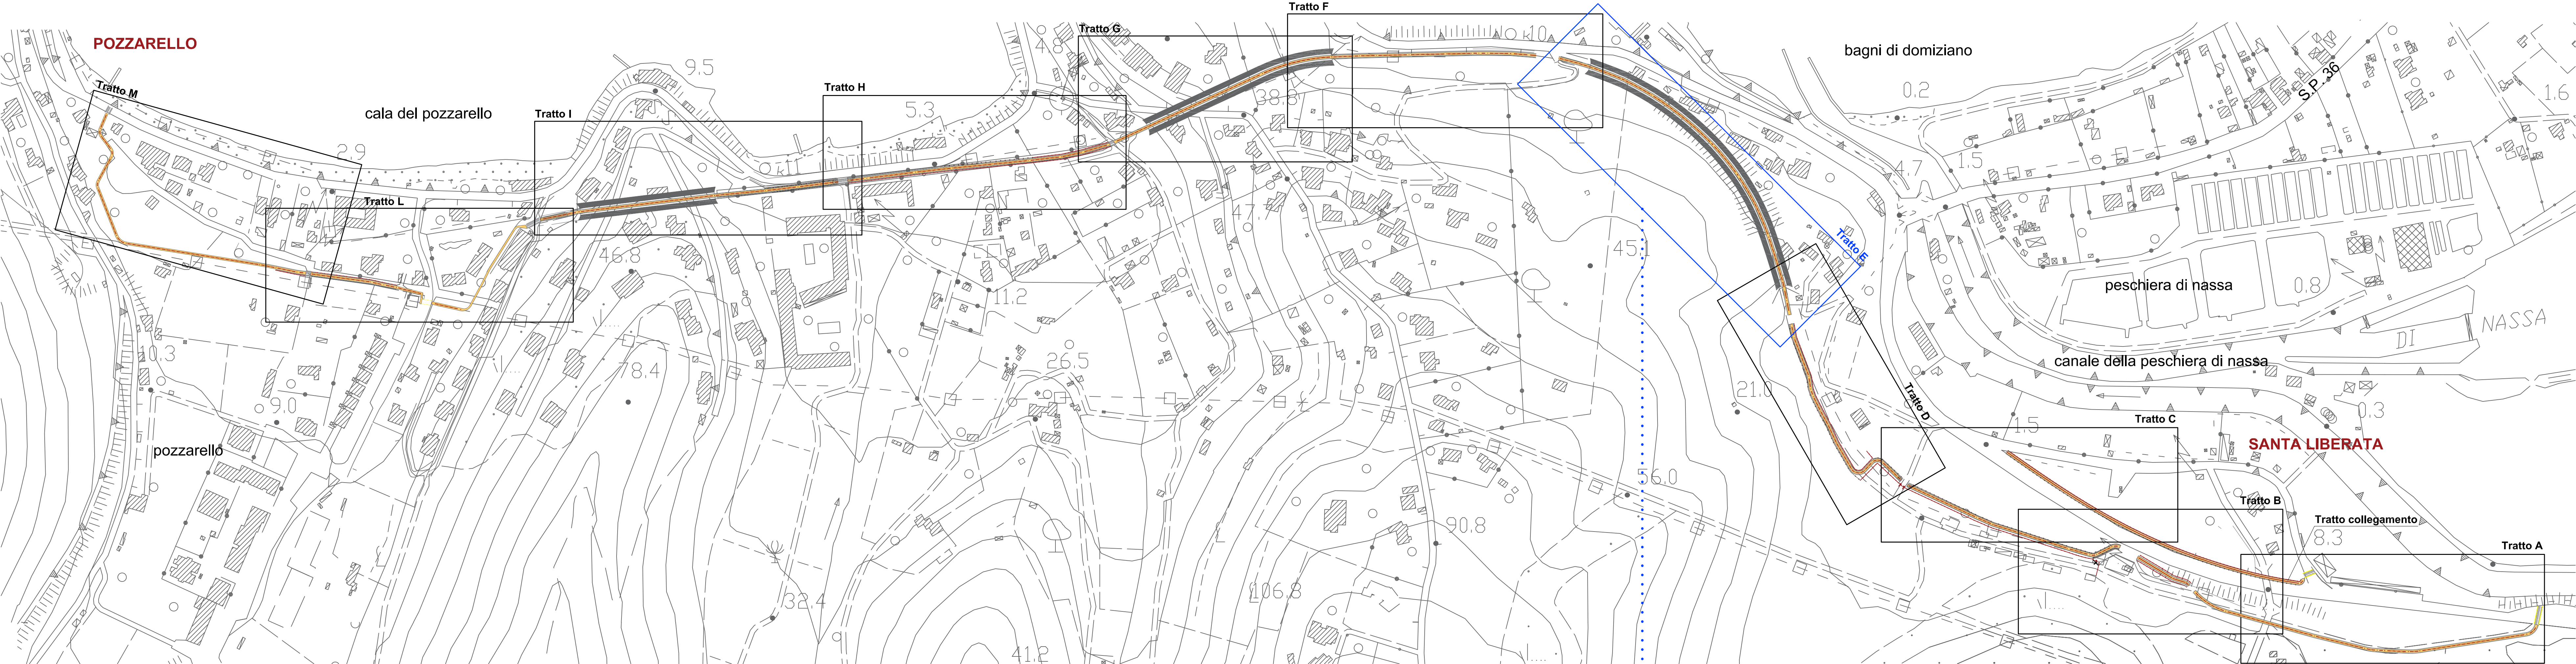 POZZARELLO
Tratto M
cala del pozzarello
2.9
9.5
Tratto I
Tratto L
4.8
Tratto G
Tratto H
5.3
Tratto F
10
38.8
bagni di domiziano
0.2
S.P. 36
1.6
4.7
1.5
Tratto E
46.8
47.7
45.1
11.2
peschiera di nassa
0.8
DI
NASSA
canale della peschiera di nassa
10.3
78.4
26.5
21.0
Tratto D
Tratto C
0.3
9.0
1.5
SANTA LIBERATA
pozzarello
56.0
Tratto B
90.8
Tratto collegamento
8.3
Tratto A
32.4
106.8
41.2